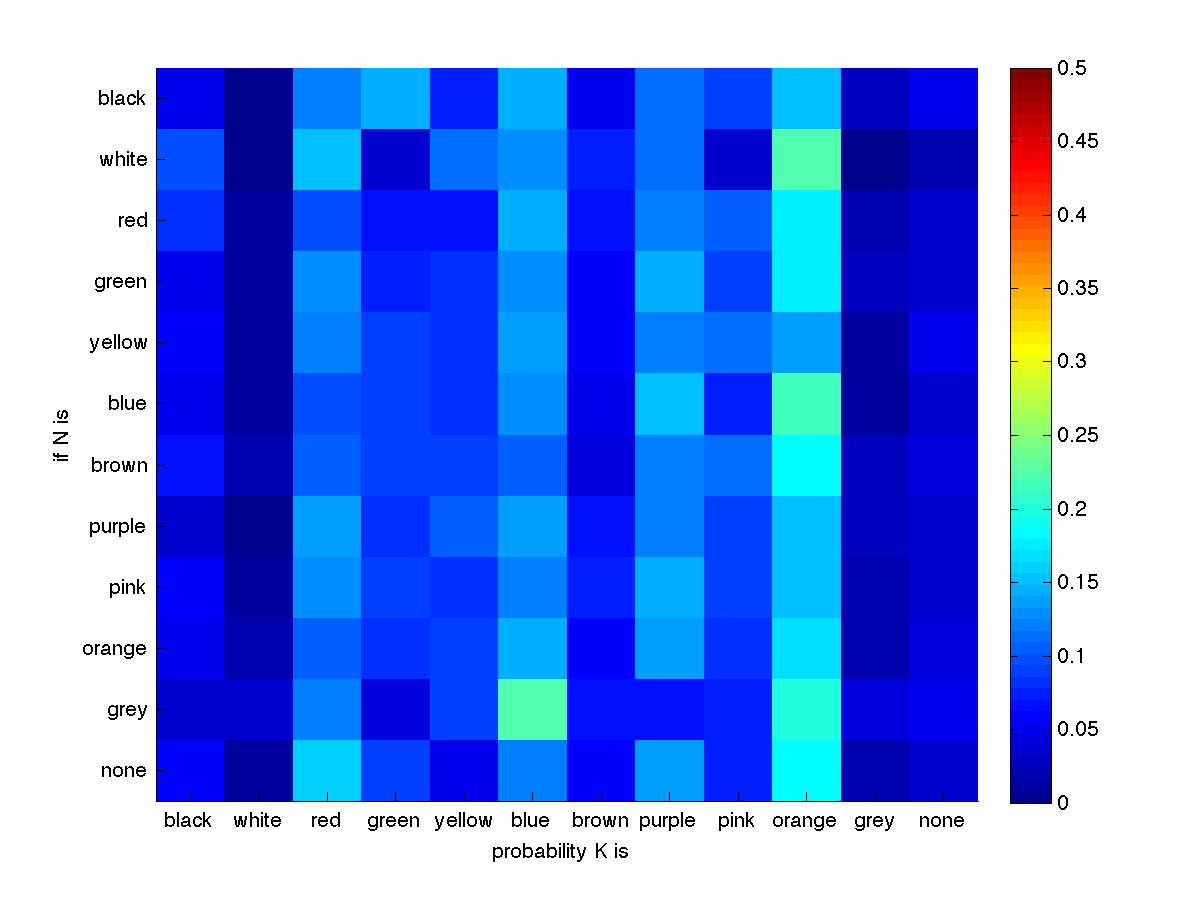 black
white
red
green
yellow
blue
brown
purple
pink
orange
grey
none
if N is
black white red green yellow blue brown purple pink orange grey none
probability K is
0.5
0.45
0.4
0.35
0.3
0.25
0.2
0.15
0.1
0.05
0